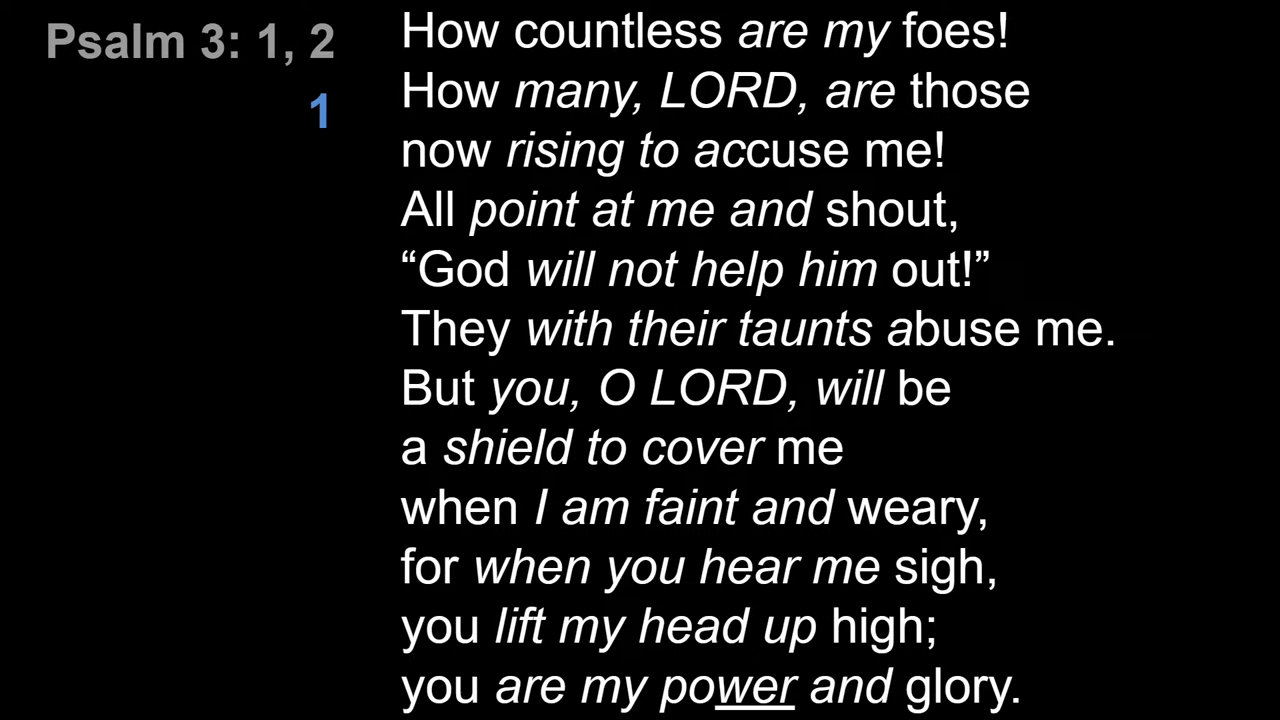 Psalm 3: 1, 2
1
How countless are my foes!
How many, LORD, are those
now rising to accuse me!
All point at me and shout,
“God will not help him out!”
They with their taunts abuse me.
But you, O LORD, will be
a shield to cover me
when I am faint and weary,
for when you hear me sigh,
you lift my head up high;
you are my power and glory.